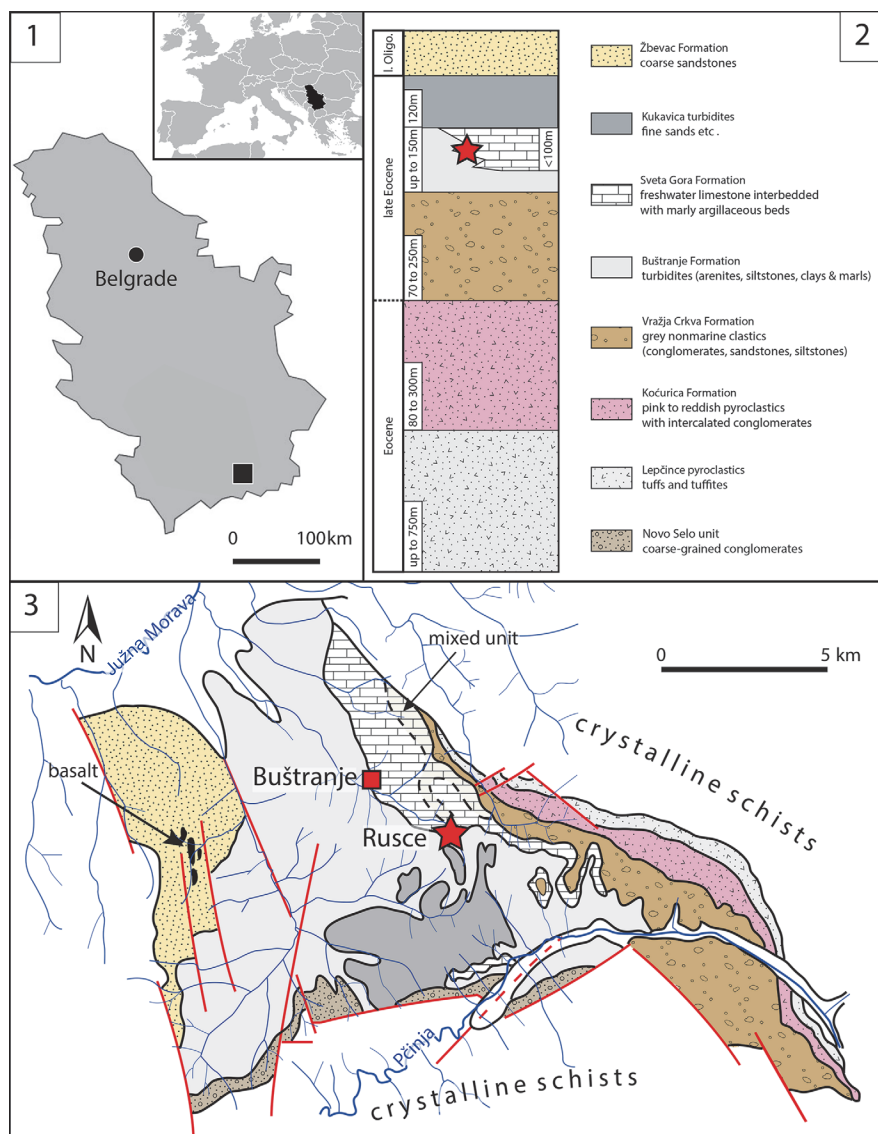 1
Belgrade
0
100km
2
l. Oligo.
late Eocene
Eocene
120m
up to 150m
<100m
70 to 250m
80 to 300m
up to 750m
Žbevac Formation
coarse sandstones
Kukavica turbidites
fine sands etc .
Sveta Gora Formation
freshwater limestone interbedded
with marly argillaceous beds
Buštranje Formation
turbidites (arenites, siltstones, clays & marls)
Vražja Crkva Formation
grey nonmarine clastics
(conglomerates, sandstones, siltstones)
Koćurica Formation
pink to reddish pyroclastics
with intercalated conglomerates
Lepčince pyroclastics
tuffs and tuffites
Novo Selo unit
coarse-grained conglomerates
3
N
Južna Morava
mixed unit
0
5 km
crystalline schists
basalt
Buštranje
Rusce
Pčinja
crystalline schists